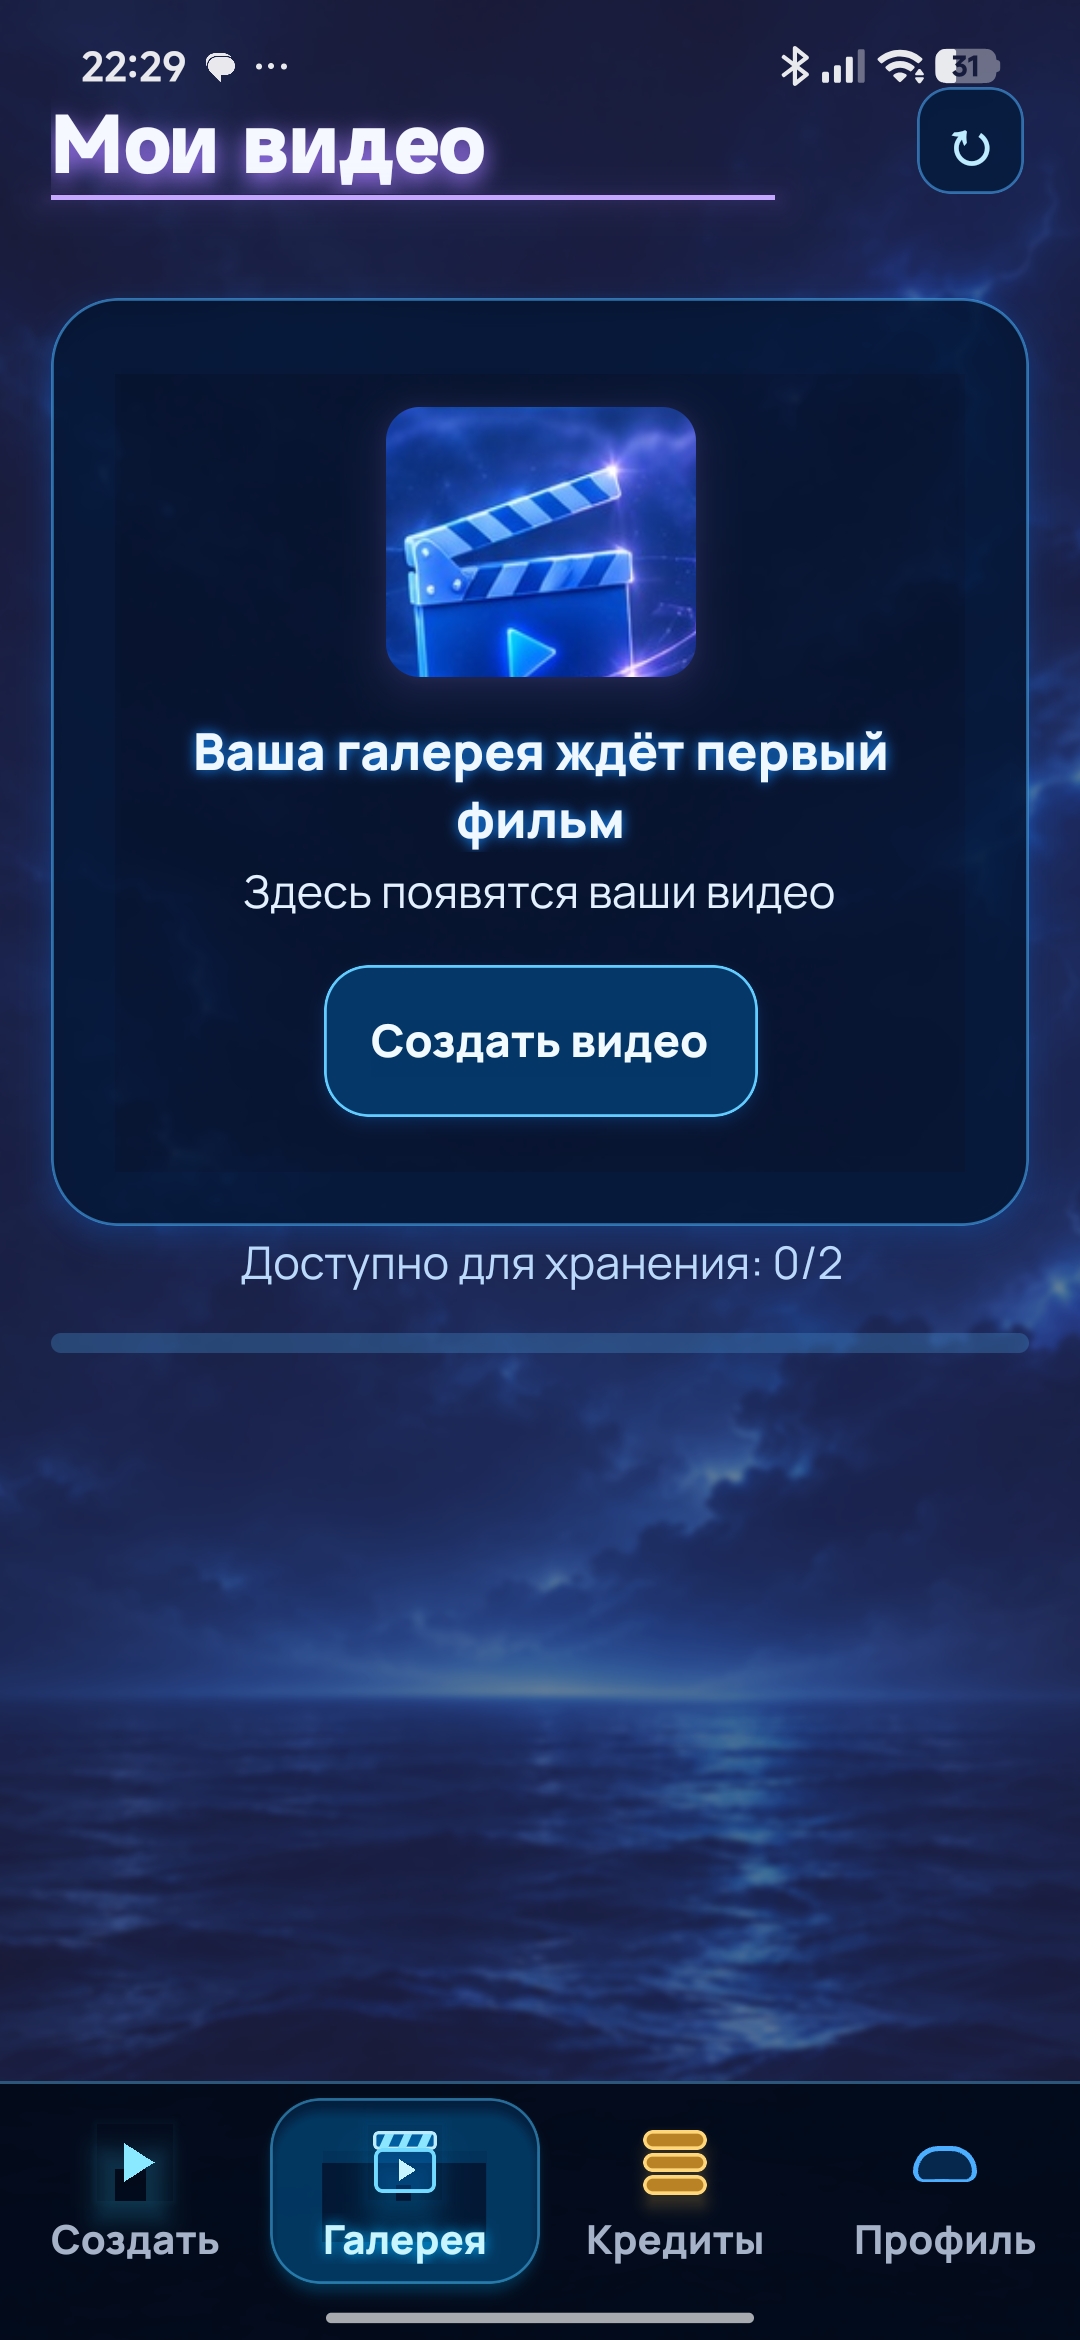 22:29
31
Мои видео
Ваша галерея ждёт первый
фильм
Здесь появятся ваши видео
Создать видео
Доступно для хранения: 0/2
Создать
Галерея
Кредиты
Профиль